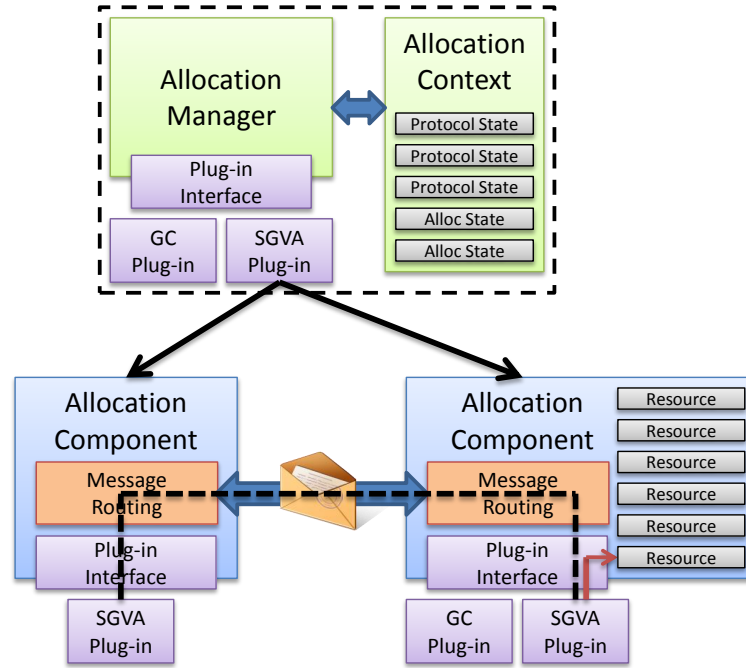 Allocation
Manager
Allocation
Context
Protocol State
Protocol State
Protocol State
Alloc State
Alloc State
Plug-in
Interface
GC
Plug-in
SGVA
Plug-in
Allocation
Component
Message
Routing
Plug-in
Interface
SGVA
Plug-in
Allocation
Component
Resource
Resource
Resource
Resource
Resource
Resource
Message
Routing
Plug-in
Interface
GC
Plug-in
SGVA
Plug-in